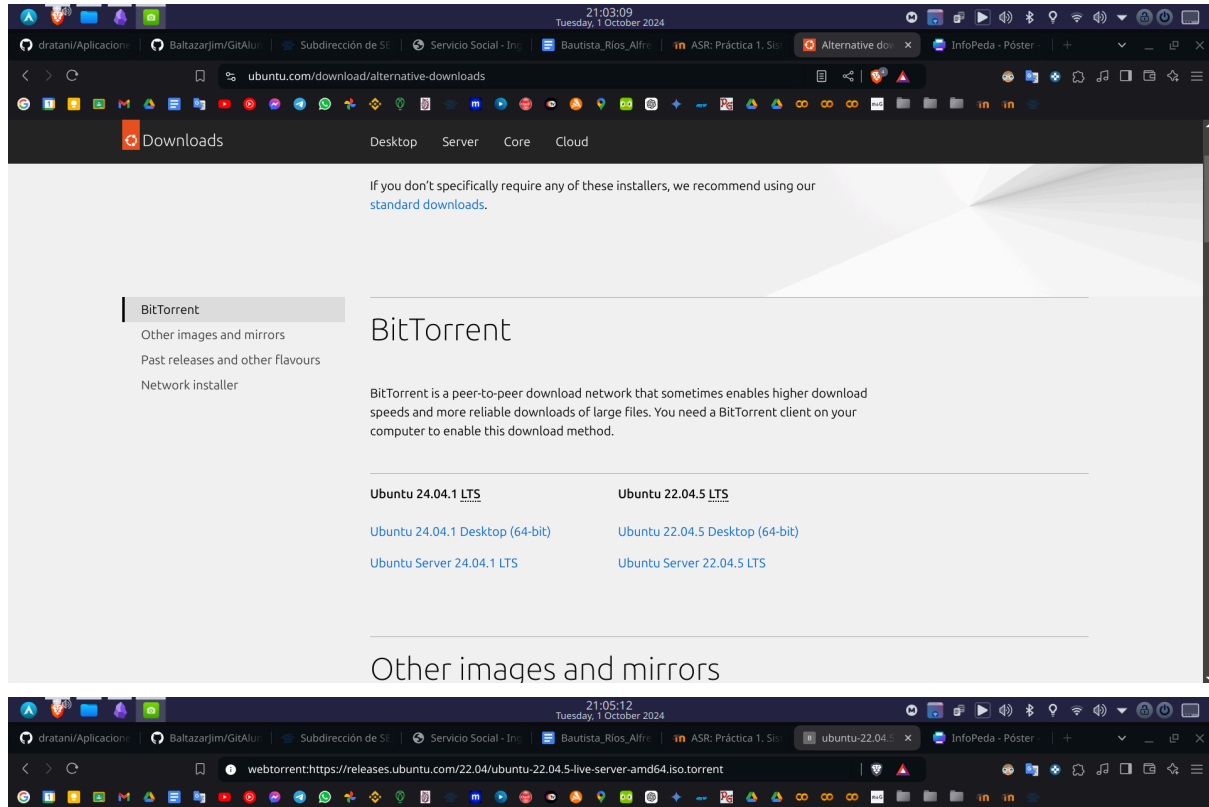 21:03:09
Tuesday, 1 October 2024
dratani/Aplicacione
BaltazarJim/GitAlur
Subdirección de SE
Servicio Social - Ing
Bautista_Ríos_Alfre
ASR: Práctica 1. Sis
Alternative dow
InfoPeda - Póster -
ubuntu.com/download/alternative-downloads
Downloads
Desktop
Server
Core
Cloud
If you don't specifically require any of these installers, we recommend using our
standard downloads.
BitTorrent
Other images and mirrors
Past releases and other flavours
Network installer
BitTorrent
BitTorrent is a peer-to-peer download network that sometimes enables higher download
speeds and more reliable downloads of large files. You need a BitTorrent client on your
computer to enable this download method.
Ubuntu 24.04.1 LTS
Ubuntu 22.04.5 LTS
Ubuntu 24.04.1 Desktop (64-bit)
Ubuntu 22.04.5 Desktop (64-bit)
Ubuntu Server 24.04.1 LTS
Ubuntu Server 22.04.5 LTS
Other images and mirrors
21:05:12
Tuesday, 1 October 2024
dratani/Aplicacione
BaltazarJim/GitAlur
Subdirección de SE
Servicio Social - Ing
Bautista_Ríos_Alfre
ASR: Práctica 1. Sis
ubuntu-22.04.5
InfoPeda - Póster -
webtorrent:https://releases.ubuntu.com/22.04/ubuntu-22.04.5-live-server-amd64.iso.torrent